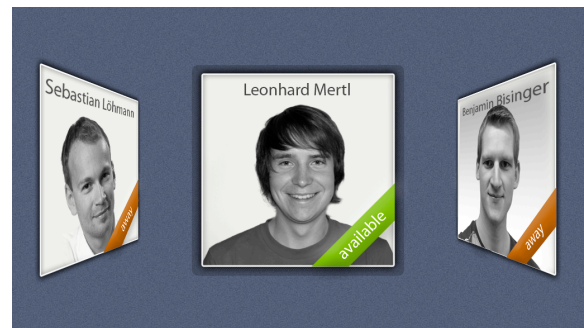 Sebastian Löhmann
away
Leonhard Mertl
available
Benjamin Bisinger
away